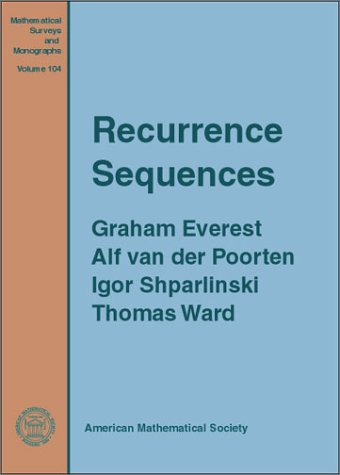 Mathematical
Surveys
and
Monographs
Volume 104
Recurrence
Sequences
Graham Everest
Alf van der Poorten
Igor Shparlinski
Thomas Ward
American Mathematical Society